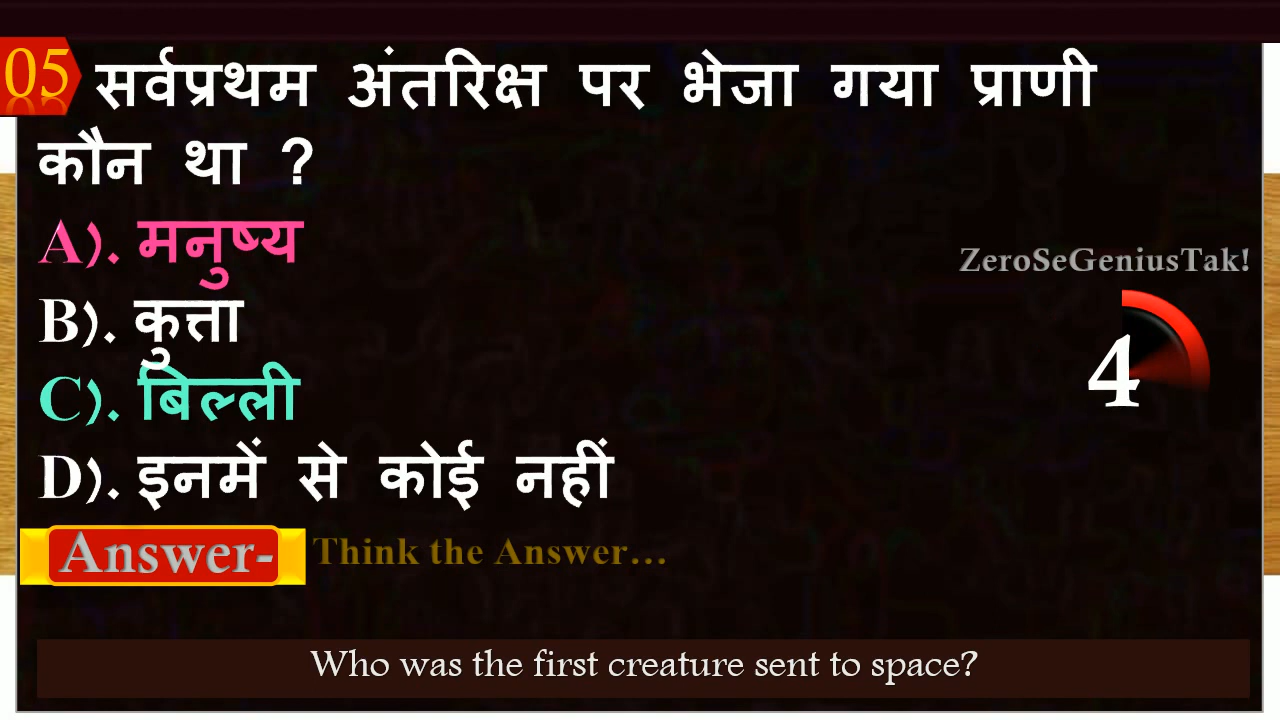 05 सर्वप्रथम अंतरिक्ष पर भेजा गया प्राणी
कौन था ?
A). मनुष्य
B). कुत्ता
C). बिल्ली
D). इनमें से कोई नहीं
ZeroSeGeniusTak!
4
Answer- Think the Answer...
Who was the first creature sent to space?